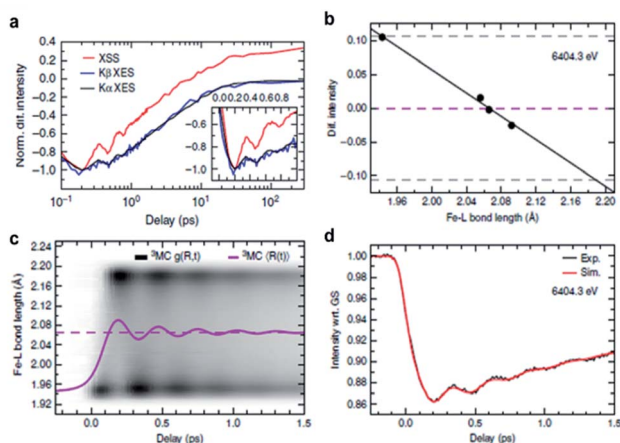 a
0.4
0.2
0.0
-0.2
-0.4
-0.6
-0.8
-1.0
Norm. dif. intensity
XSS
Kβ XES
Kα XES
0.0 0.2 0.4 0.6 0.8
-0.6
-0.8
-1.0
10⁻¹ 10⁰ 10¹ 10²
Delay (ps)
b
0.10
0.05
0.00
-0.05
-0.10
Dif. intensity
6404.3 eV
1.96 2.00 2.04 2.08 2.12 2.16 2.20
Fe-L bond length (Å)
c
2.24
2.20
2.16
2.12
2.08
2.04
2.00
1.96
1.92
Fe-L bond length (Å)
³MC g(R,t) ³MC ⟨R(t)⟩
0.0 0.5 1.0 1.5
Delay (ps)
d
1.00
0.98
0.96
0.94
0.92
0.90
0.88
0.86
Intensity wrt. GS
Exp.
Sim.
6404.3 eV
0.0 0.5 1.0 1.5
Delay (ps)